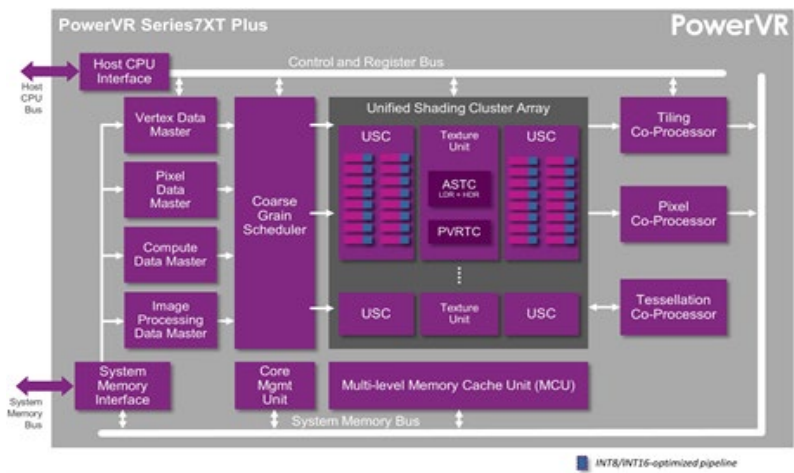 PowerVR Series7XT Plus
PowerVR
Host CPU
Interface
Control and Register Bus
Host
CPU
Bus
Vertex Data
Master
Pixel
Data
Master
Compute
Data Master
Image
Processing
Data Master
Coarse
Grain
Scheduler
Unified Shading Cluster Array
USC
Texture
Unit
USC
ASTC
LDR + HDR
PVRTC
USC
Texture
Unit
USC
Tiling
Co-Processor
Pixel
Co-Processor
Tessellation
Co-Processor
System
Memory
Interface
Core
Mgmt
Unit
Multi-level Memory Cache Unit (MCU)
System
Memory
Bus
System Memory Bus
INT8/INT16-optimized pipeline